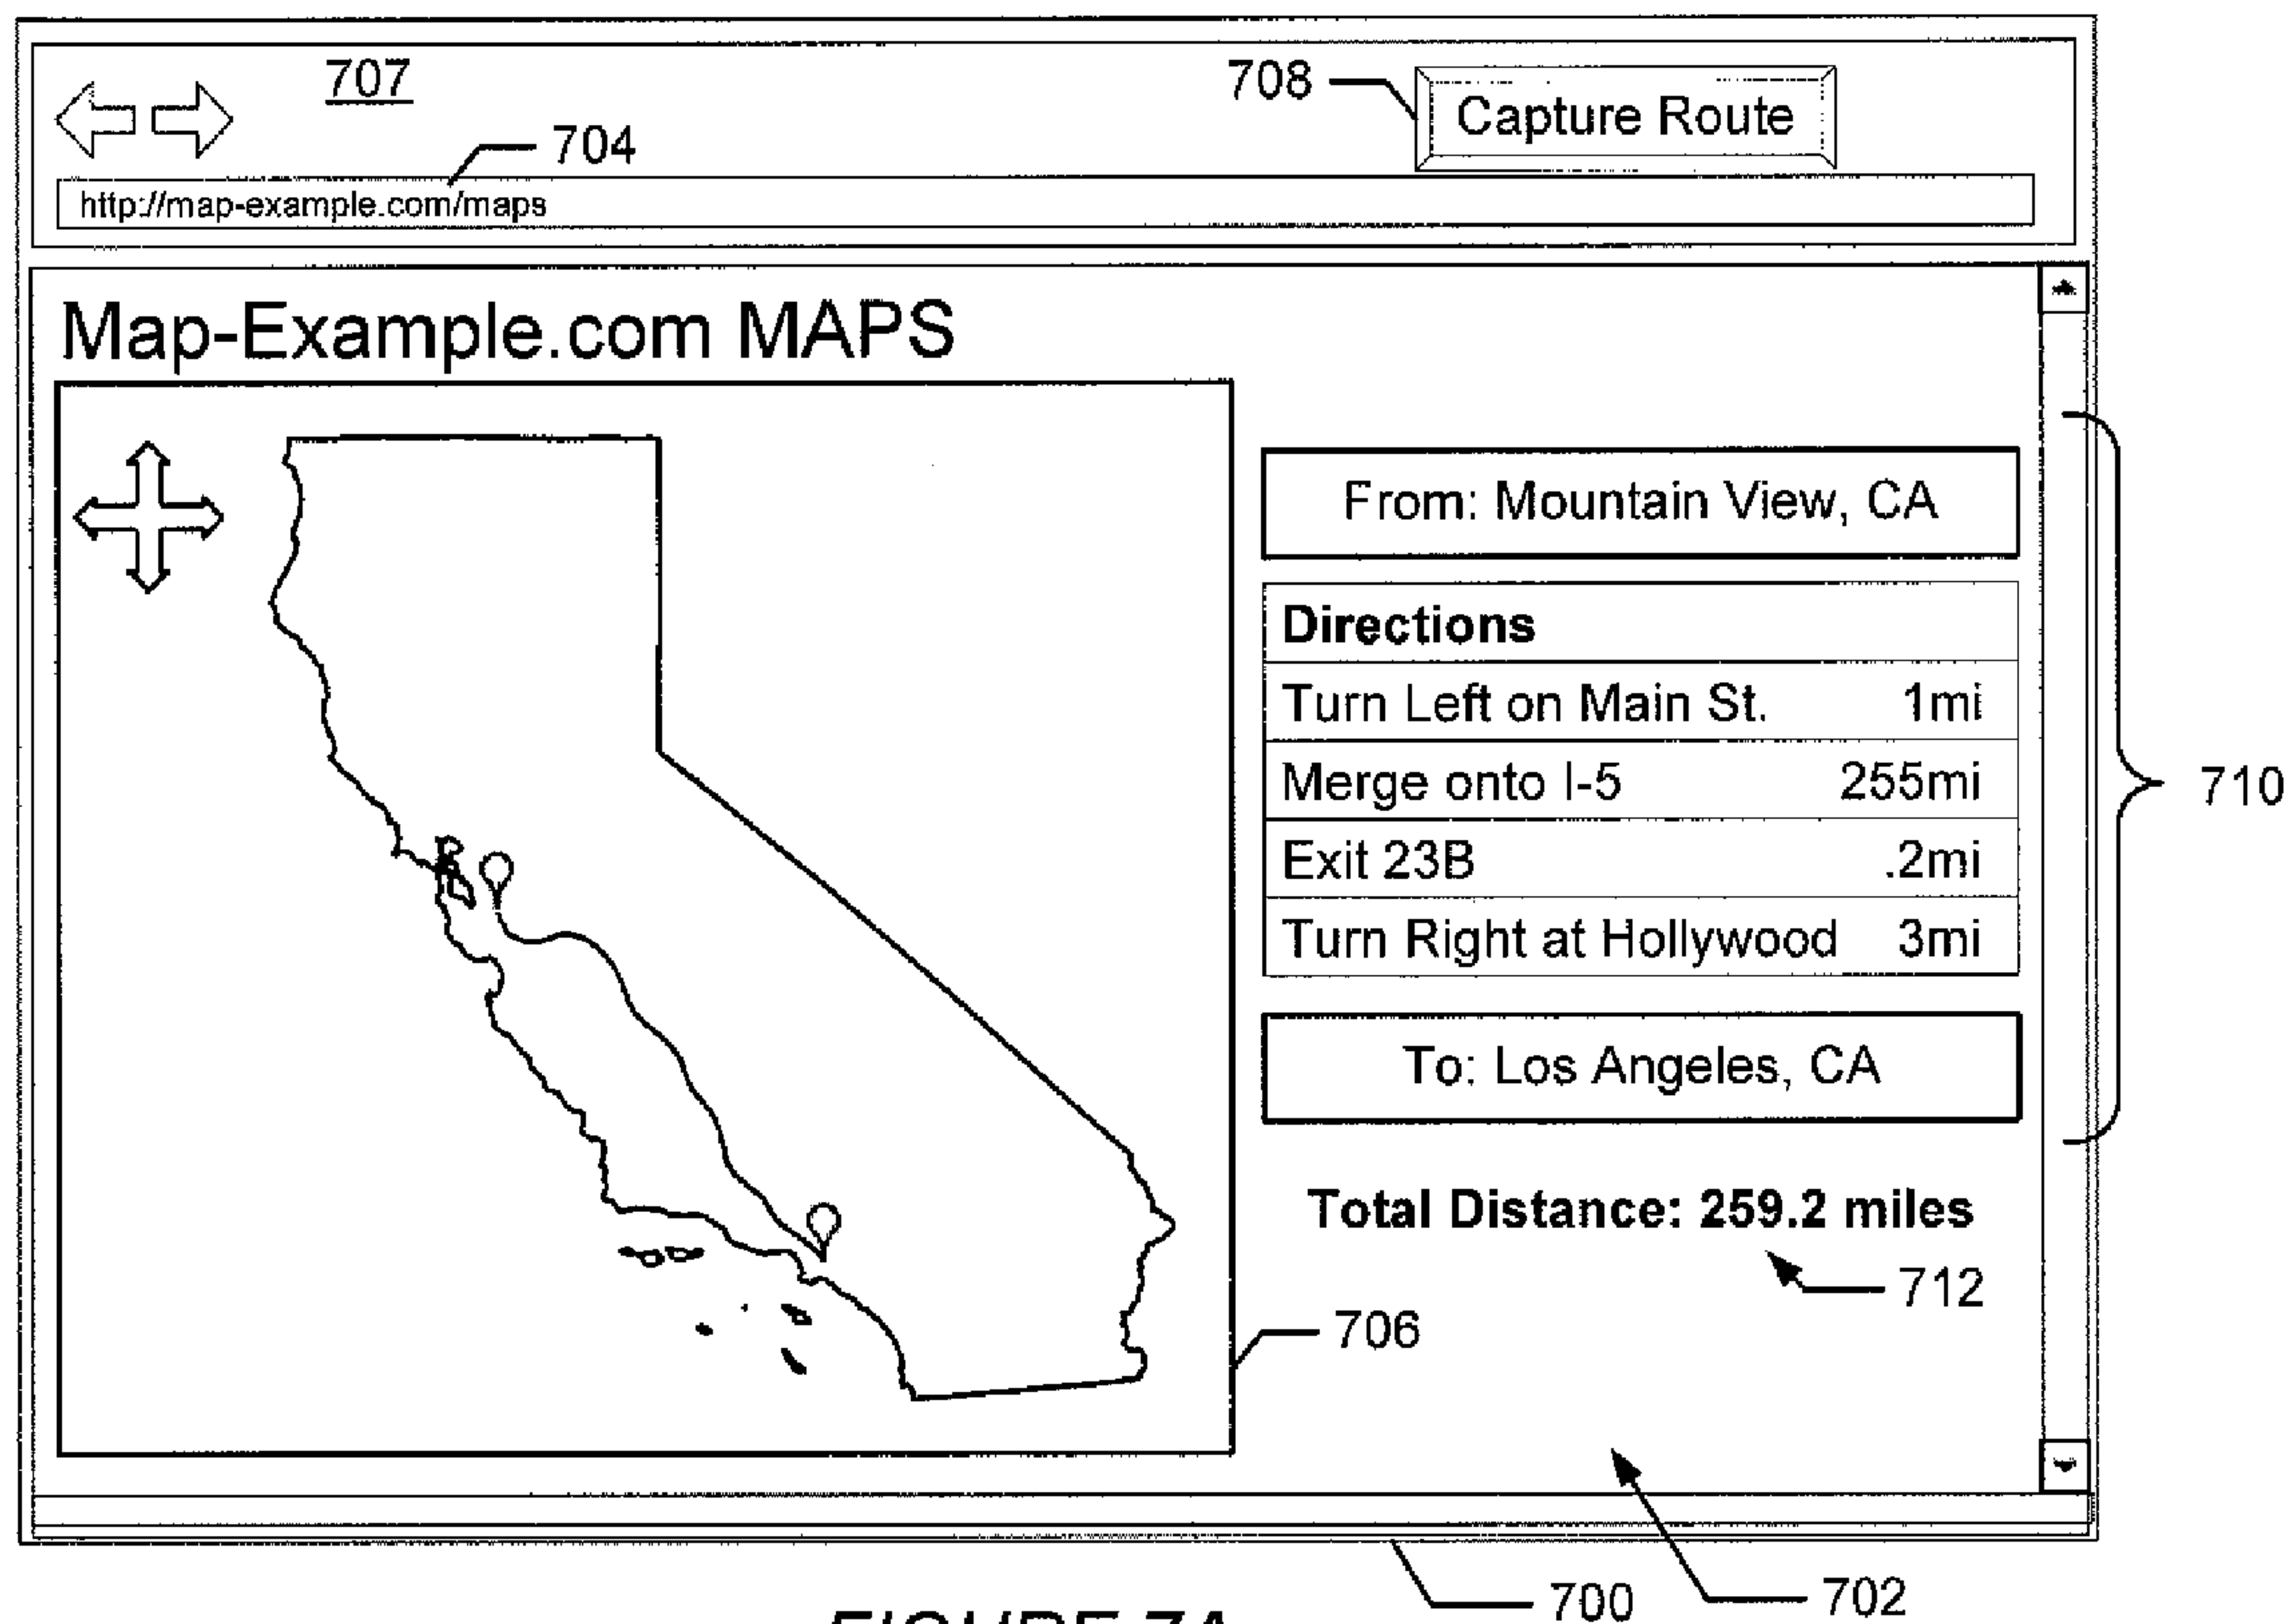 707
708
Capture Route
704
http://map-example.com/maps
Map-Example.com MAPS
From: Mountain View, CA
Directions
Turn Left on Main St. 1mi
Merge onto I-5 255mi
Exit 23B .2mi
Turn Right at Hollywood 3mi
710
To: Los Angeles, CA
Total Distance: 259.2 miles
712
706
700
702
FIGURE 7A